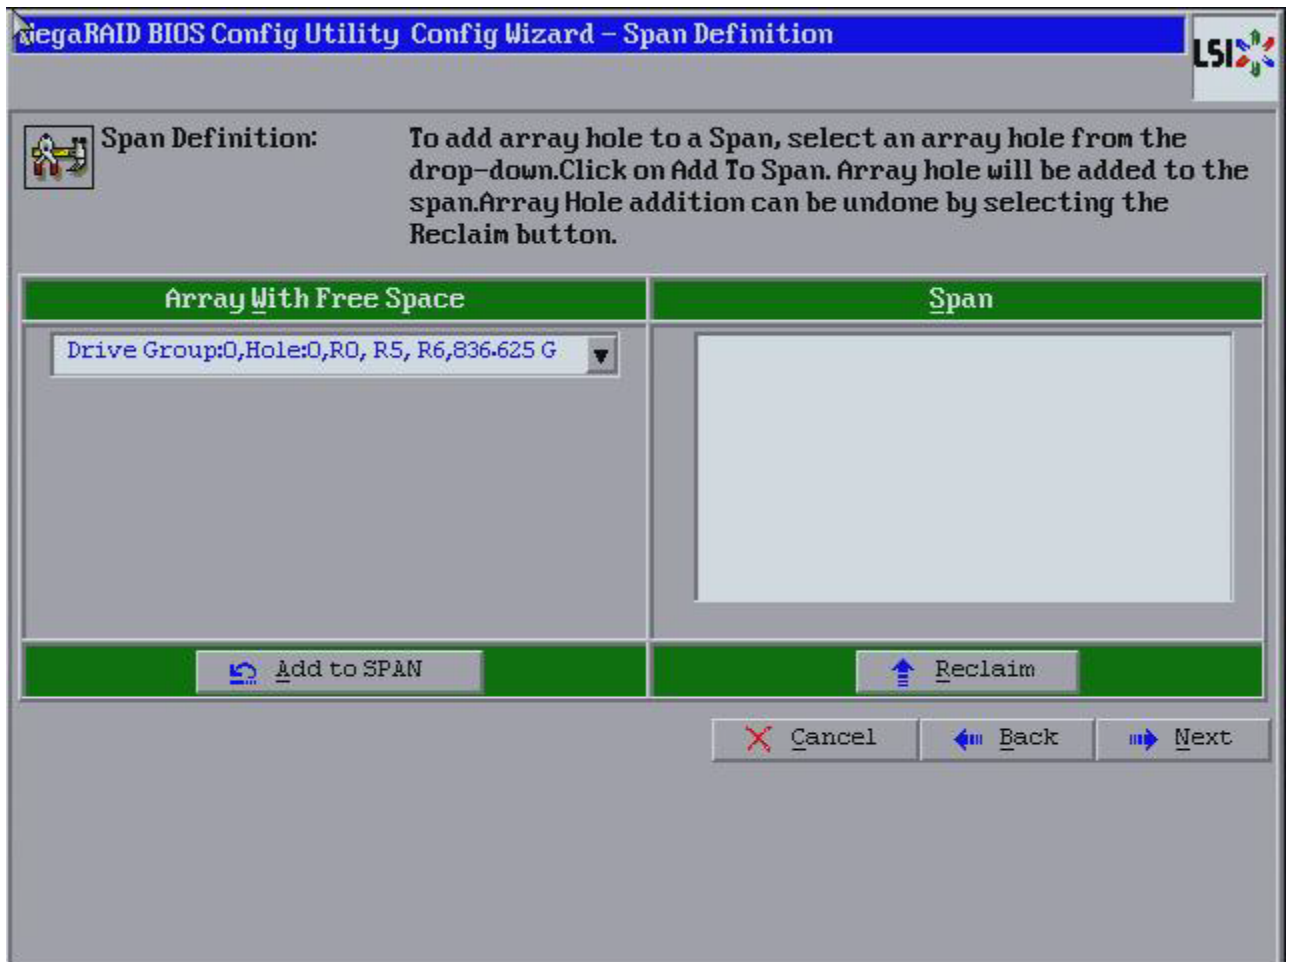 MegaRAID BIOS Config Utility Config Wizard – Span Definition
LSI
Span Definition:
To add array hole to a Span, select an array hole from the
drop–down.Click on Add To Span. Array hole will be added to the
span.Array Hole addition can be undone by selecting the
Reclaim button.
Array With Free Space
Span
Drive Group:0,Hole:0,R0, R5, R6,836.625 G
Add to SPAN
Reclaim
Cancel
Back
Next